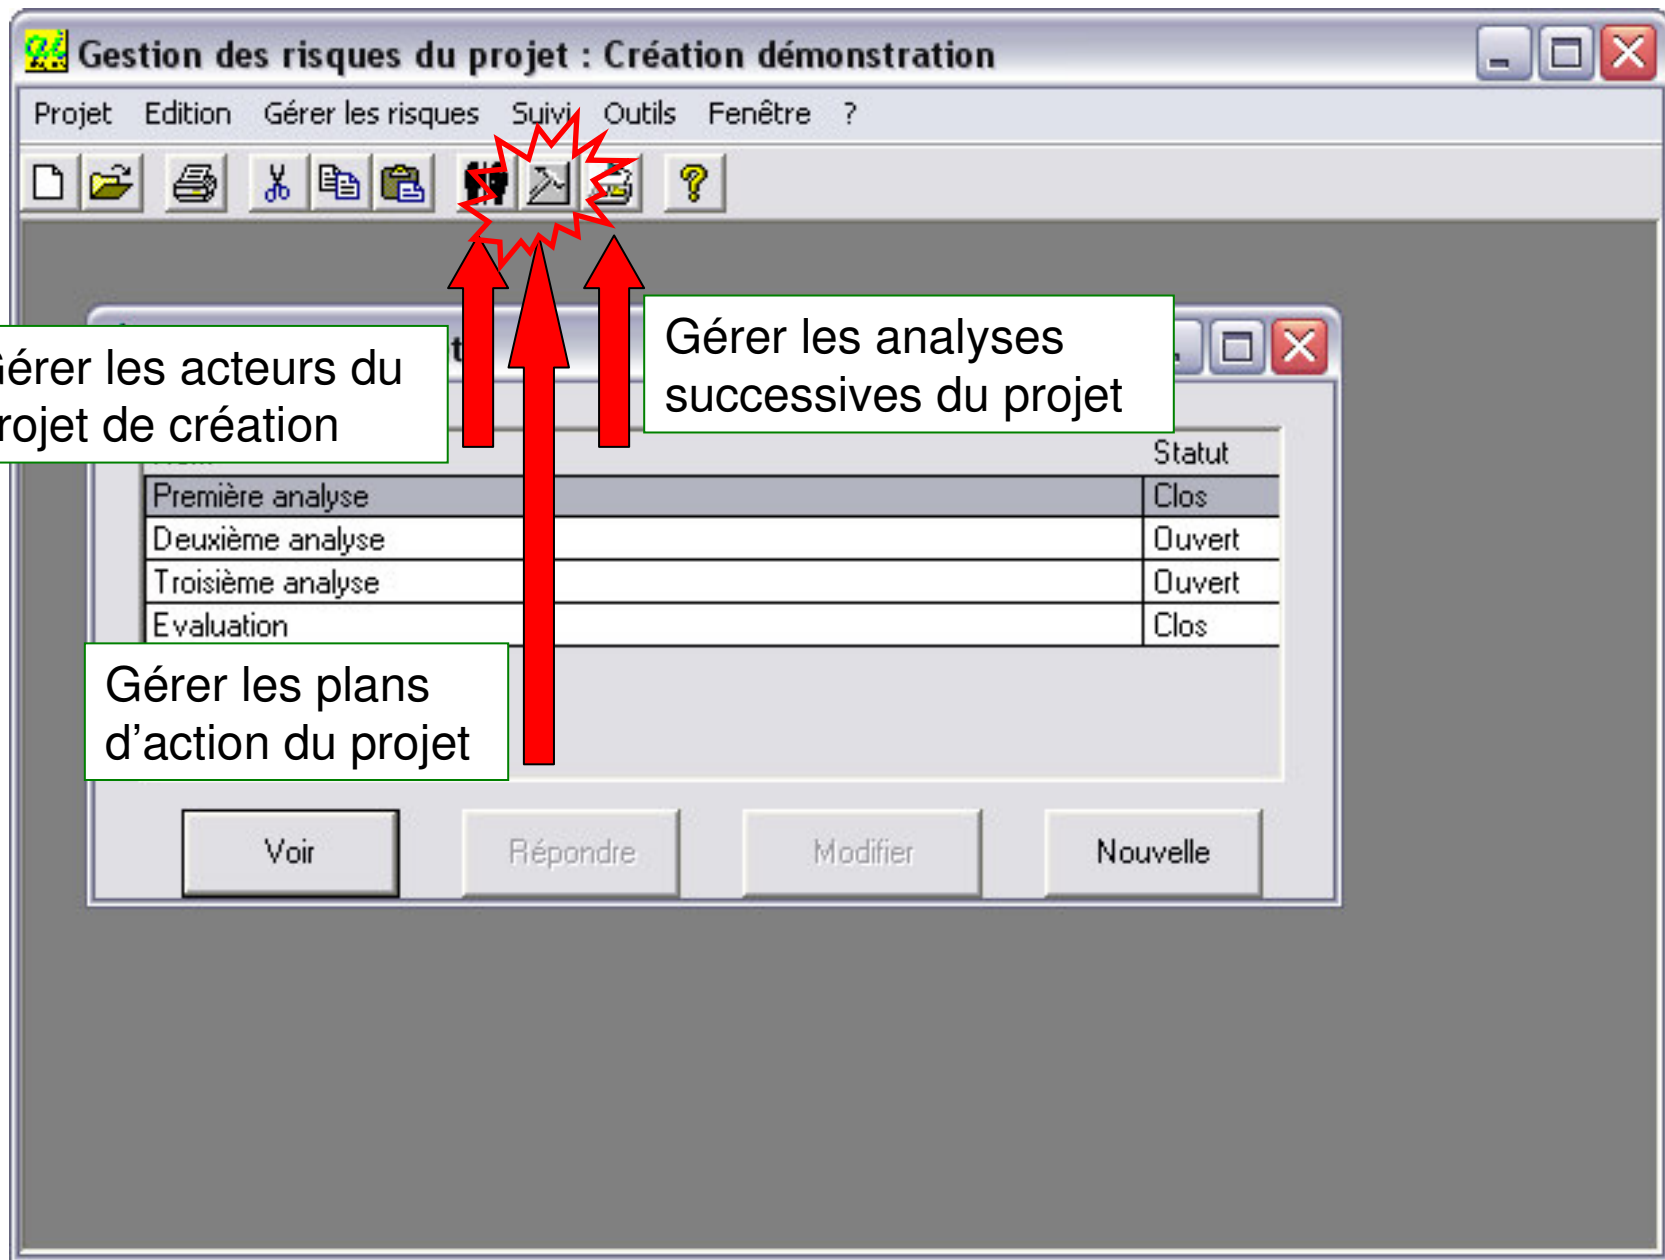 Gestion des risques du projet : Création démonstration
Projet Edition Gérer les risques Suivi Outils Fenêtre ?
Gérer les acteurs du
projet de création
Gérer les analyses
successives du projet
Statut
Première analyse Clos
Deuxième analyse Ouvert
Troisième analyse Ouvert
Evaluation Clos
Gérer les plans
d'action du projet
Voir Répondre Modifier Nouvelle